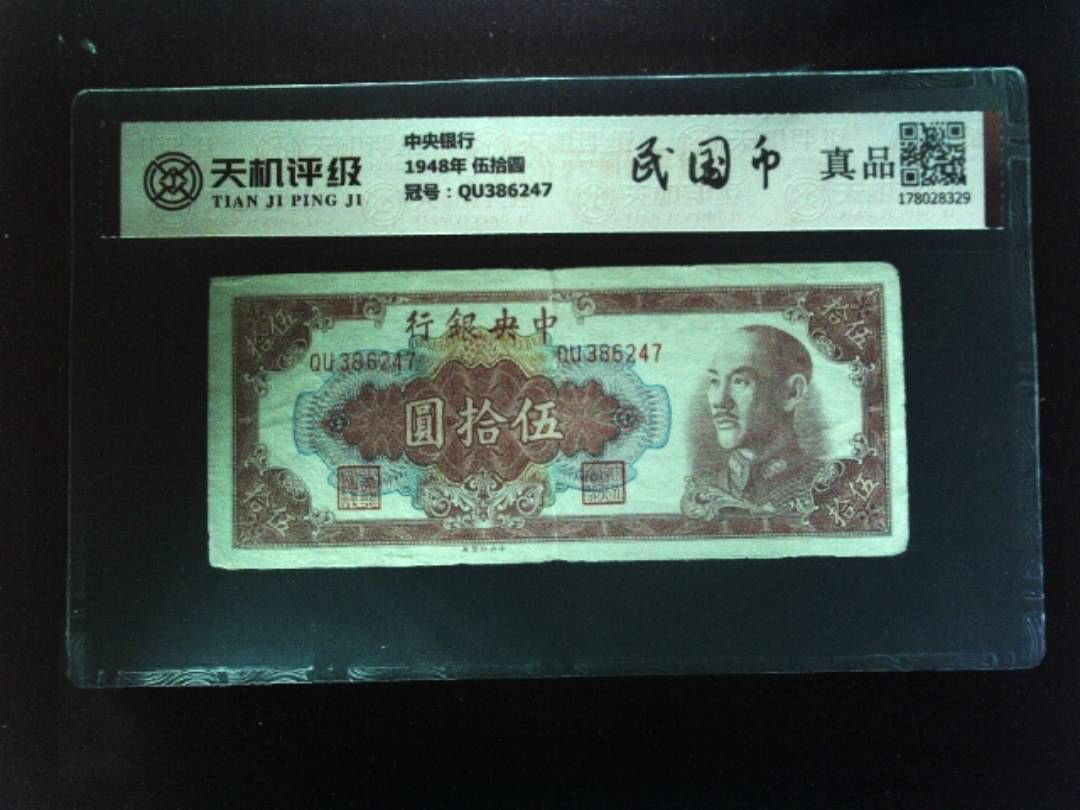 天机评级
TIAN JI PING JI
中央银行
1948年 伍拾圆
冠号：QU386247
民国币
真品
178028329
行銀央中
QU386247
QU386247
圓拾伍
拾伍
拾伍
拾伍
拾伍